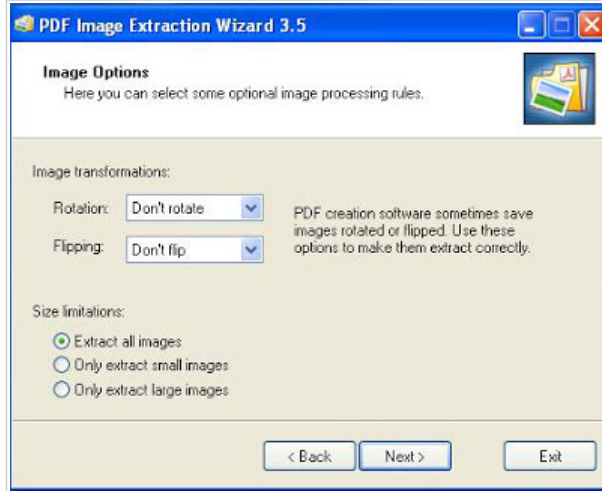 PDF Image Extraction Wizard 3.5
Image Options
Here you can select some optional image processing rules.
Image transformations:
Rotation: Don't rotate
Flipping: Don't flip
PDF creation software sometimes save
images rotated or flipped. Use these
options to make them extract correctly.
Size limitations:
Extract all images
Only extract small images
Only extract large images
< Back Next > Exit